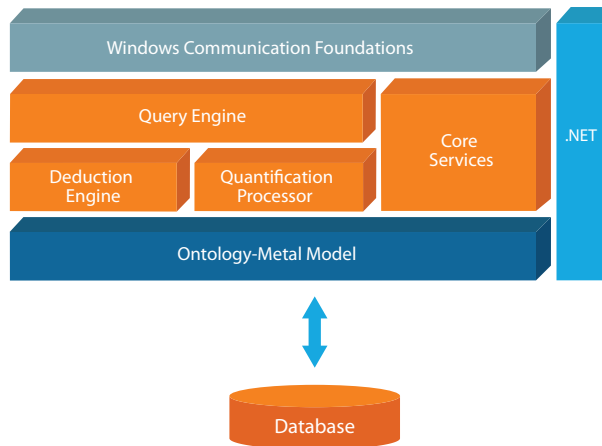 Windows Communication Foundations
Query Engine
Core
Services
.NET
Deduction
Engine
Quantification
Processor
Ontology-Metal Model
Database